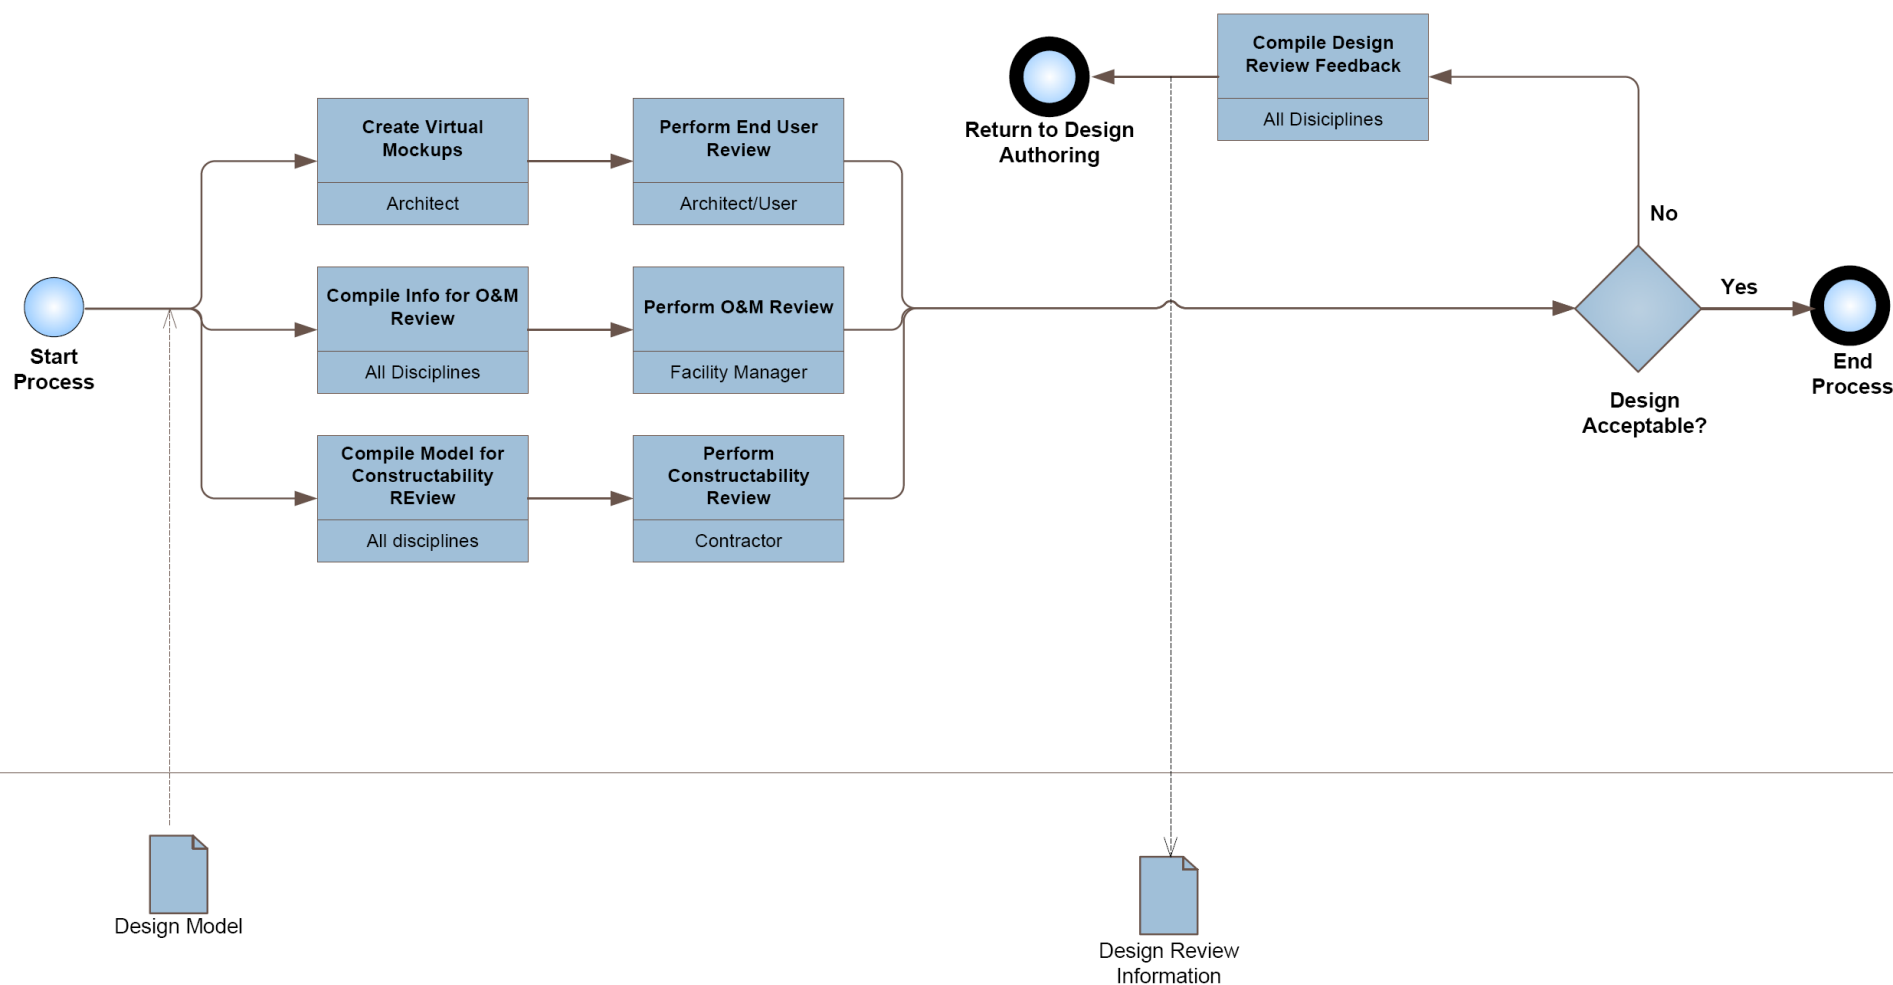 Start
Process
Create Virtual
Mockups
Architect
Perform End User
Review
Architect/User
Compile Info for O&M
Review
All Disciplines
Perform O&M Review
Facility Manager
Compile Model for
Constructability
REview
All disciplines
Perform
Constructability
Review
Contractor
Return to Design
Authoring
Compile Design
Review Feedback
All Disiciplines
No
Yes
Design
Acceptable?
End
Process
Design Model
Design Review
Information